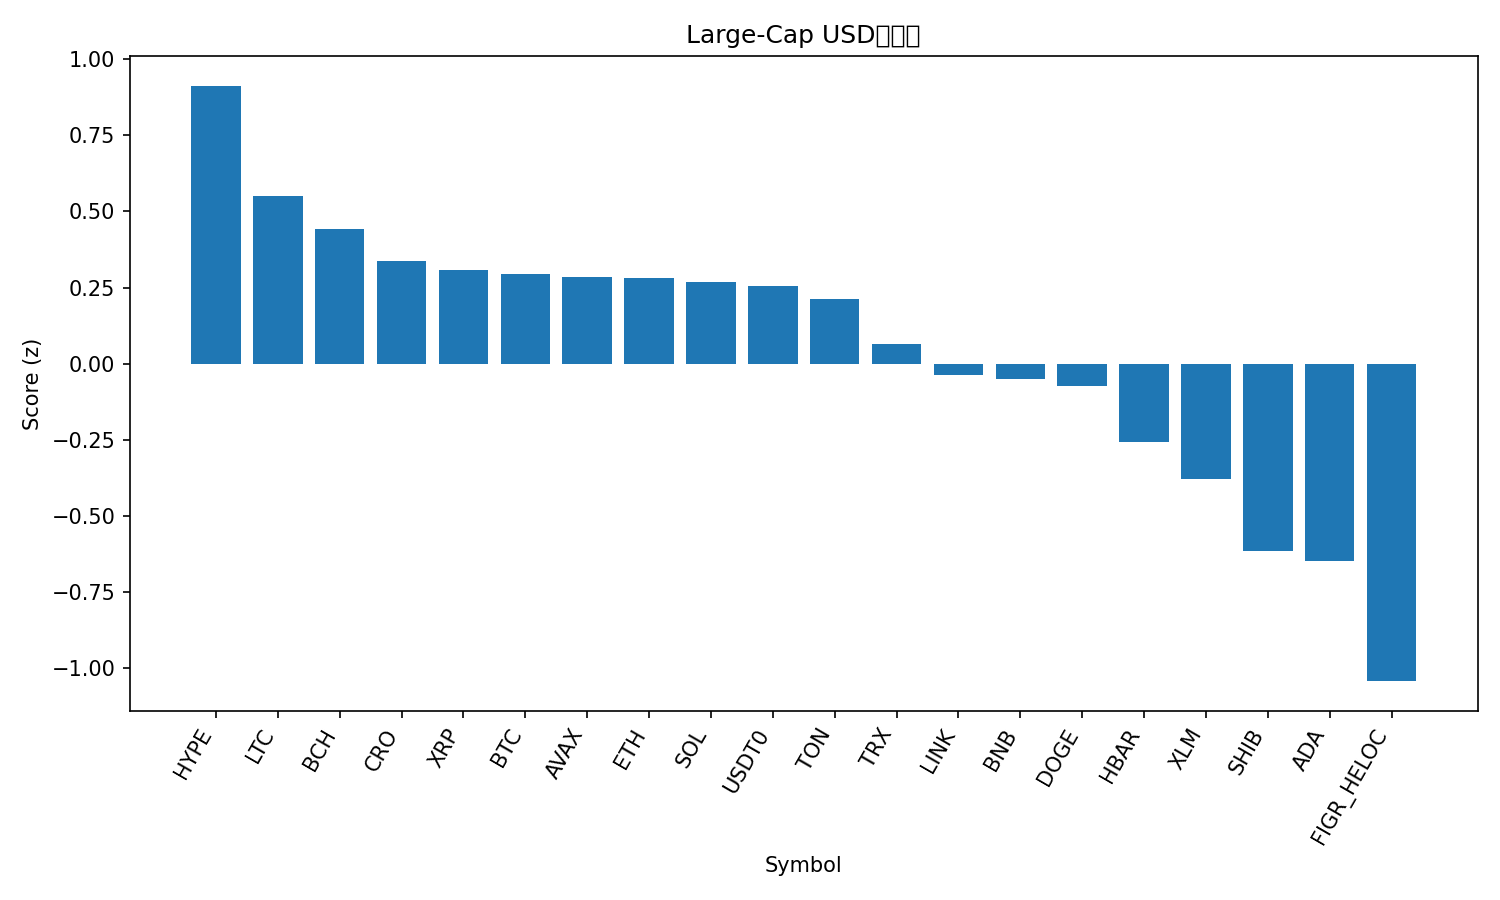 Large-Cap USD
1.00
0.75
0.50
0.25
0.00
−0.25
−0.50
−0.75
−1.00
Score (z)
HYPE
LTC
BCH
CRO
XRP
BTC
AVAX
ETH
SOL
USDT0
TON
TRX
LINK
BNB
DOGE
HBAR
XLM
SHIB
ADA
FIGR_HELOC
Symbol